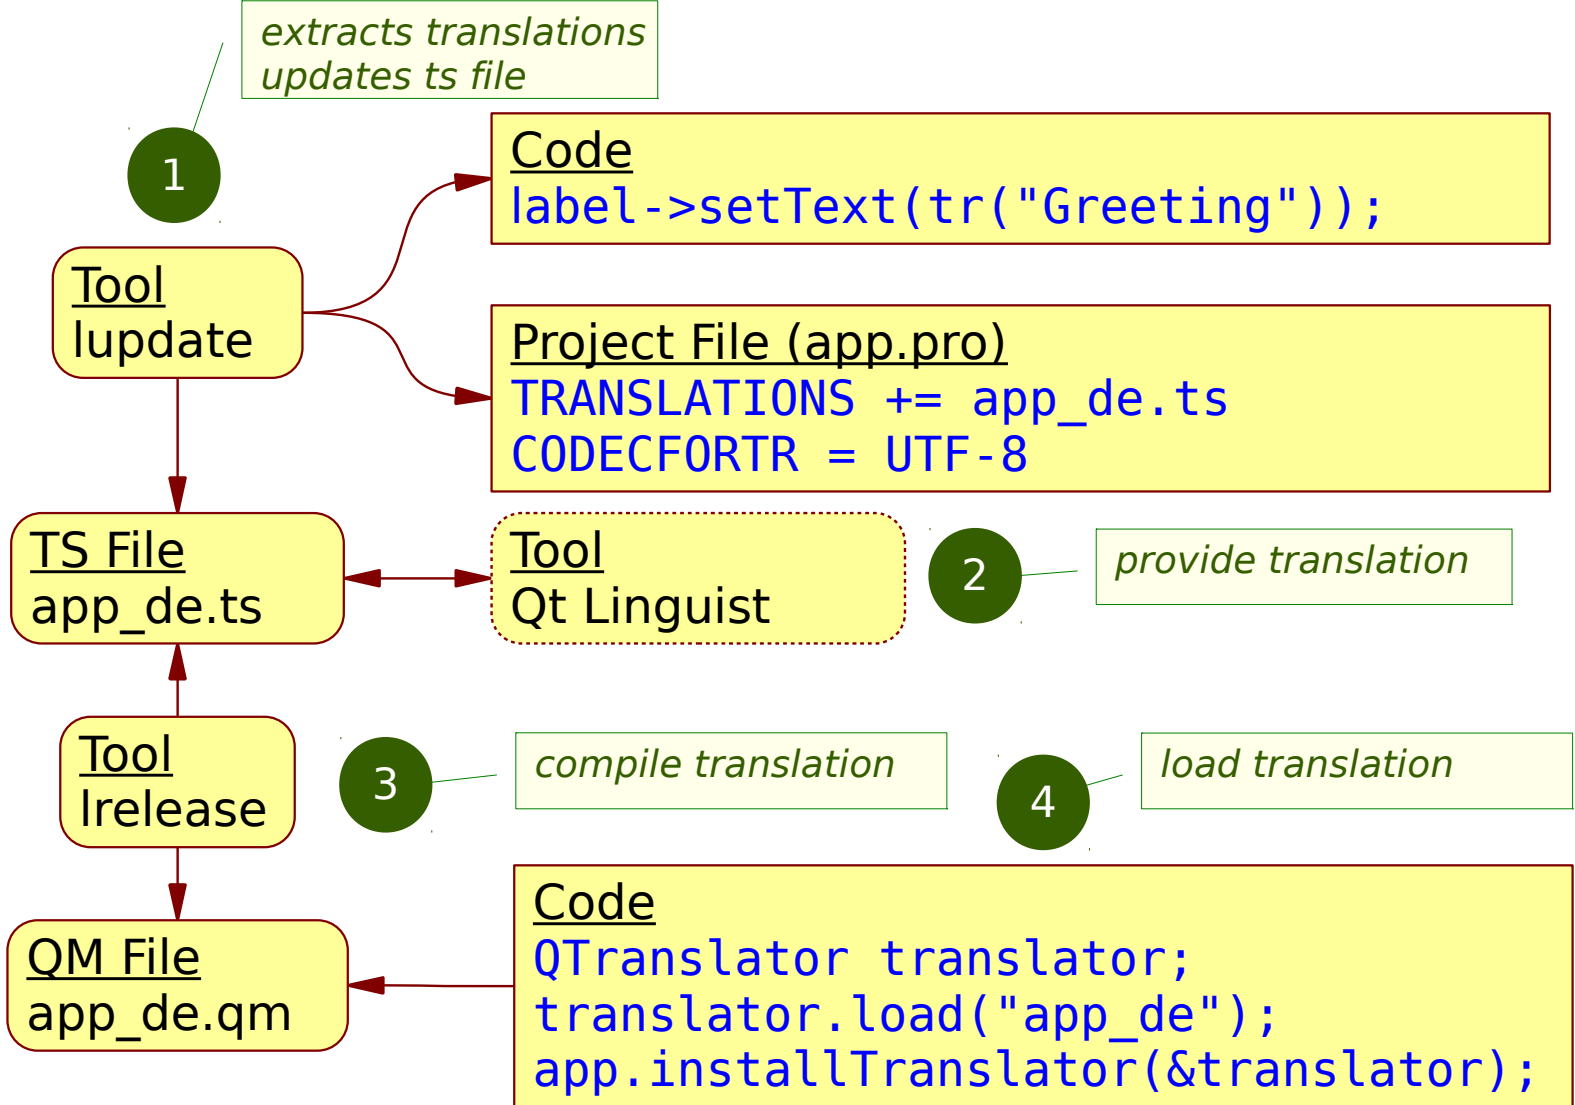 extracts translations
updates ts file
1
Code
label->setText(tr("Greeting"));
Tool
lupdate
Project File (app.pro)
TRANSLATIONS += app_de.ts
CODECFORTR = UTF-8
TS File
app_de.ts
Tool
Qt Linguist
2
provide translation
Tool
lrelease
3
compile translation
4
load translation
QM File
app_de.qm
Code
QTranslator translator;
translator.load("app_de");
app.installTranslator(&translator);